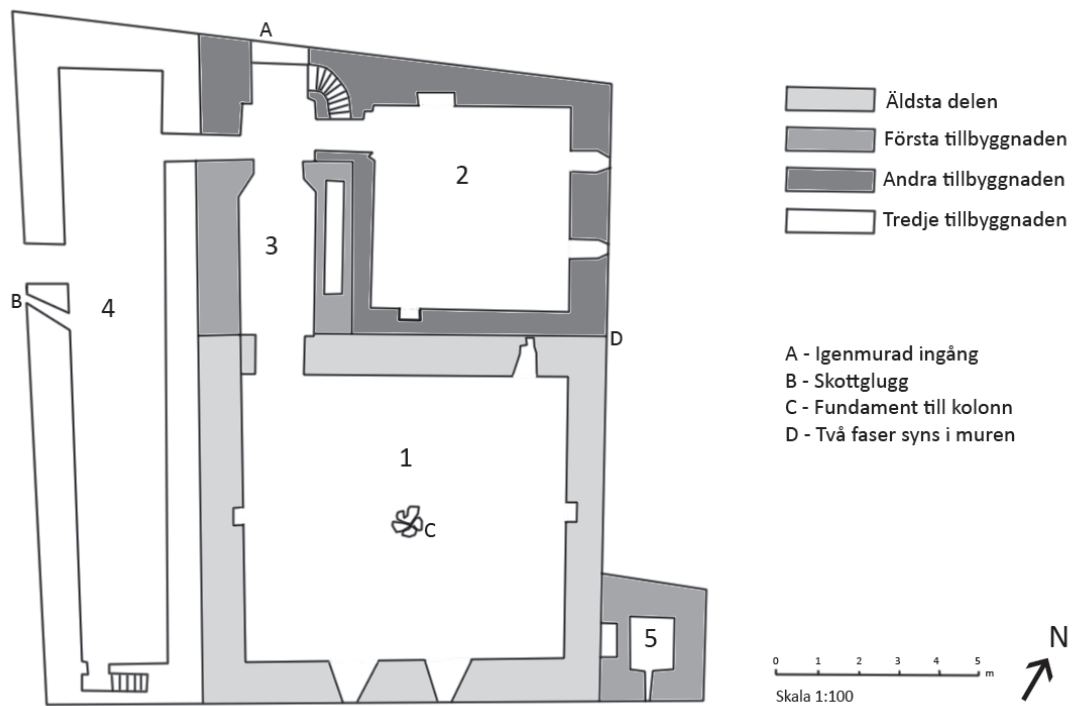 A
Äldsta delen
Första tillbyggnaden
Andra tillbyggnaden
Tredje tillbyggnaden
2
3
B
4
D
A - Igenmurad ingång
B - Skottglugg
C - Fundament till kolonn
D - Två faser syns i muren
1
C
5
N
0 1 2 3 4 5 m
Skala 1:100